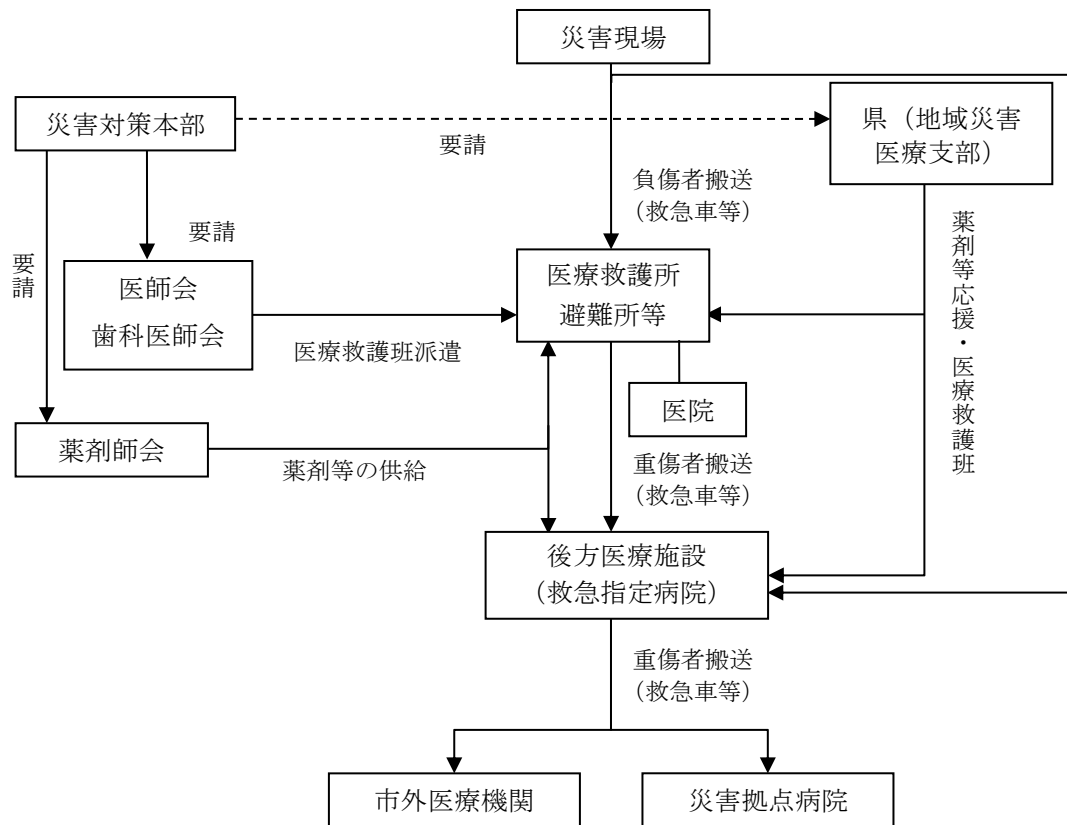 災害現場
災害対策本部
要請
県（地域災害
医療支部）
負傷者搬送
（救急車等）
要請
要請
薬剤等応援・医療救護班
医師会
歯科医師会
医療救護所
避難所等
医療救護班派遣
医院
薬剤師会
薬剤等の供給
重傷者搬送
（救急車等）
後方医療施設
（救急指定病院）
重傷者搬送
（救急車等）
市外医療機関
災害拠点病院